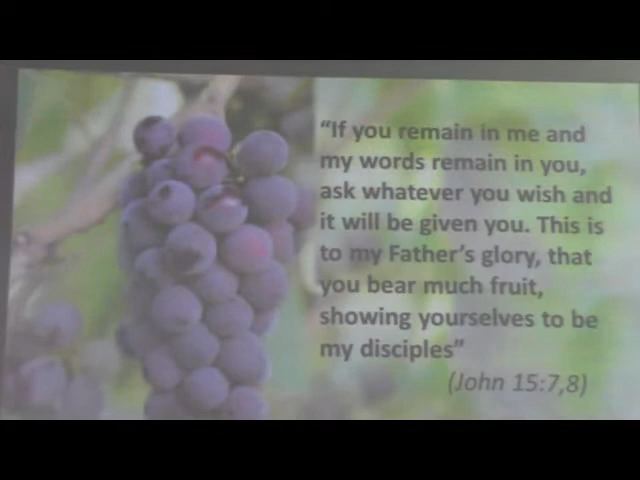 “If you remain in me and
my words remain in you,
ask whatever you wish and
it will be given you. This is
to my Father’s glory, that
you bear much fruit,
showing yourselves to be
my disciples”
(John 15:7,8)